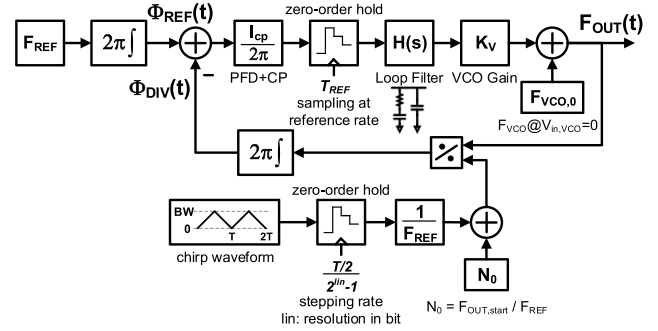 zero-order hold
Φ_REF(t)
F_OUT(t)
F_REF
2π∫
I_cp
2π
H(s)
K_V
PFD+CP
Loop Filter
VCO Gain
Φ_DIV(t)
−
T_REF
sampling at
reference rate
F_VCO,0
F_VCO@V_in,VCO=0
2π∫
zero-order hold
BW
0
T
2T
1
F_REF
chirp waveform
T/2
2^lin-1
N_0
stepping rate
lin: resolution in bit
N_0 = F_OUT,start / F_REF